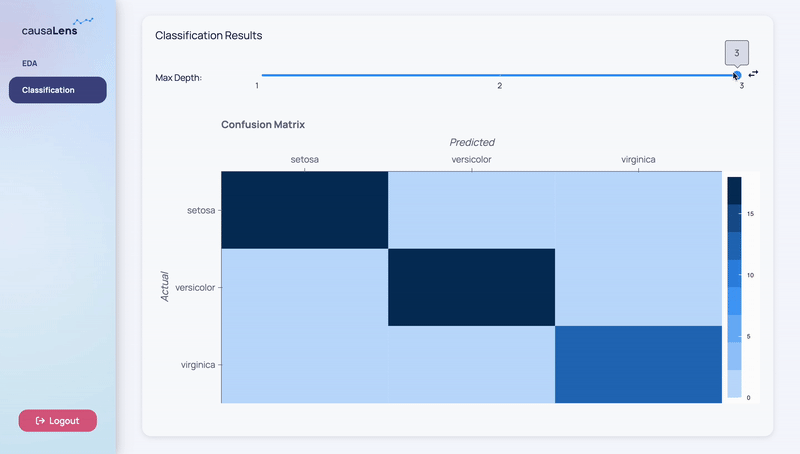 causaLens
EDA
Classification
Logout
Classification Results
3
Max Depth:
1 2 3
Confusion Matrix
Predicted
setosa versicolor virginica
Actual
setosa
versicolor
virginica
15
10
5
0